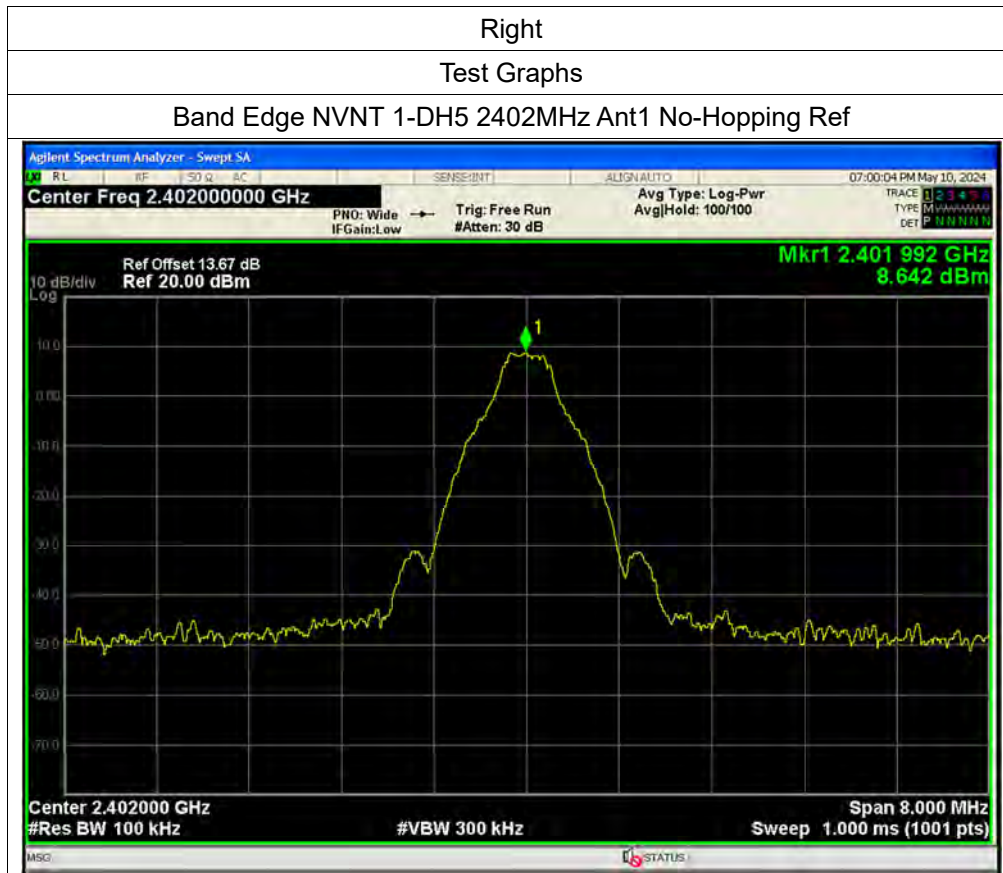 Right
Test Graphs
Band Edge NVNT 1-DH5 2402MHz Ant1 No-Hopping Ref
Agilent Spectrum Analyzer - Swept SA
LXI RL RF 50 Ω AC SENSE:INT ALIGN AUTO 07:00:04 PM May 10, 2024
Center Freq 2.402000000 GHz
PNO: Wide
IFGain:Low
Trig: Free Run
#Atten: 30 dB
Avg Type: Log-Pwr
Avg|Hold: 100/100
TRACE 1 2 3 4 5 6
TYPE M
DET P N N N N N
Ref Offset 13.67 dB
10 dB/div Ref 20.00 dBm
Log
Mkr1 2.401 992 GHz
8.642 dBm
1
10.0
0.00
-10.0
-20.0
-30.0
-40.0
-50.0
-60.0
-70.0
Center 2.402000 GHz
Span 8.000 MHz
#Res BW 100 kHz
#VBW 300 kHz
Sweep 1.000 ms (1001 pts)
MSG
STATUS